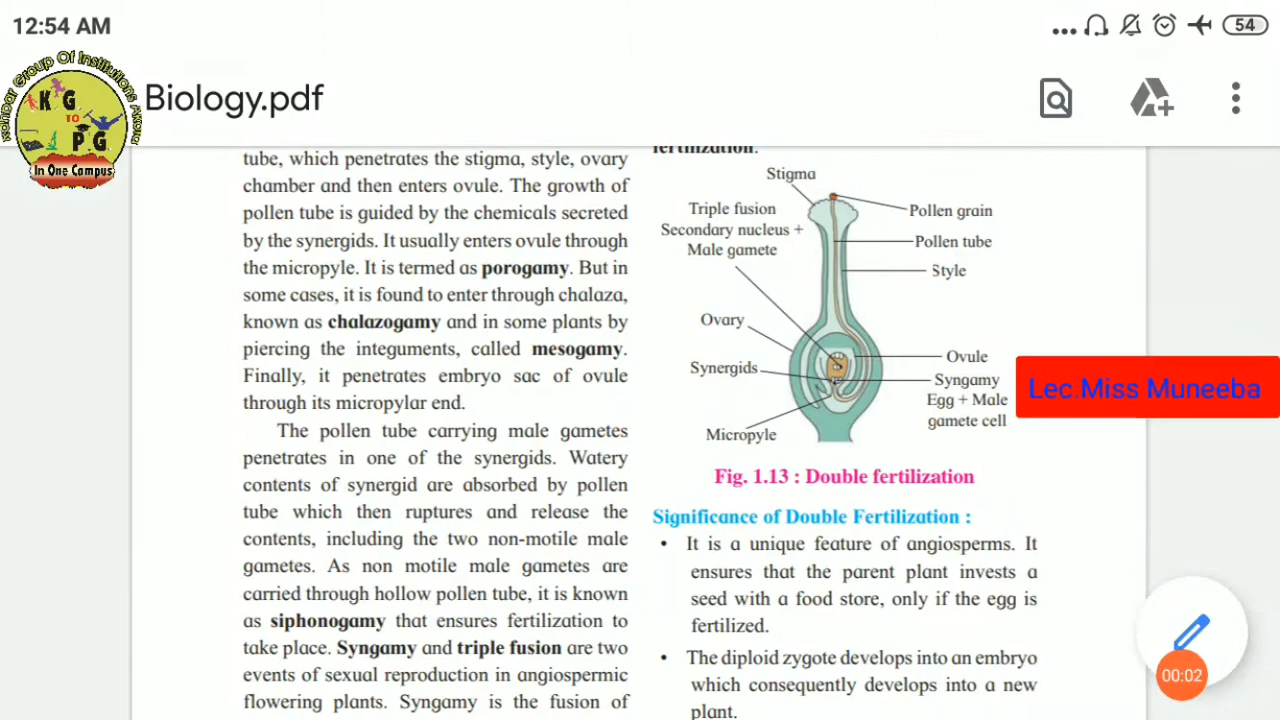 12:54 AM
54
Rahbar Group Of Institutions Akola
K G
TO
P G
In One Campus
Biology.pdf
tube, which penetrates the stigma, style, ovary
chamber and then enters ovule. The growth of
pollen tube is guided by the chemicals secreted
by the synergids. It usually enters ovule through
the micropyle. It is termed as porogamy. But in
some cases, it is found to enter through chalaza,
known as chalazogamy and in some plants by
piercing the integuments, called mesogamy.
Finally, it penetrates embryo sac of ovule
through its micropylar end.
The pollen tube carrying male gametes
penetrates in one of the synergids. Watery
contents of synergid are absorbed by pollen
tube which then ruptures and release the
contents, including the two non-motile male
gametes. As non motile male gametes are
carried through hollow pollen tube, it is known
as siphonogamy that ensures fertilization to
take place. Syngamy and triple fusion are two
events of sexual reproduction in angiospermic
flowering plants. Syngamy is the fusion of
fertilization.
Stigma
Triple fusion
Secondary nucleus +
Male gamete
Pollen grain
Pollen tube
Style
Ovary
Synergids
Micropyle
Ovule
Syngamy
Egg + Male
gamete cell
Lec.Miss Muneeba
Fig. 1.13 : Double fertilization
Significance of Double Fertilization :
• It is a unique feature of angiosperms. It
ensures that the parent plant invests a
seed with a food store, only if the egg is
fertilized.
• The diploid zygote develops into an embryo
which consequently develops into a new
plant.
00:02